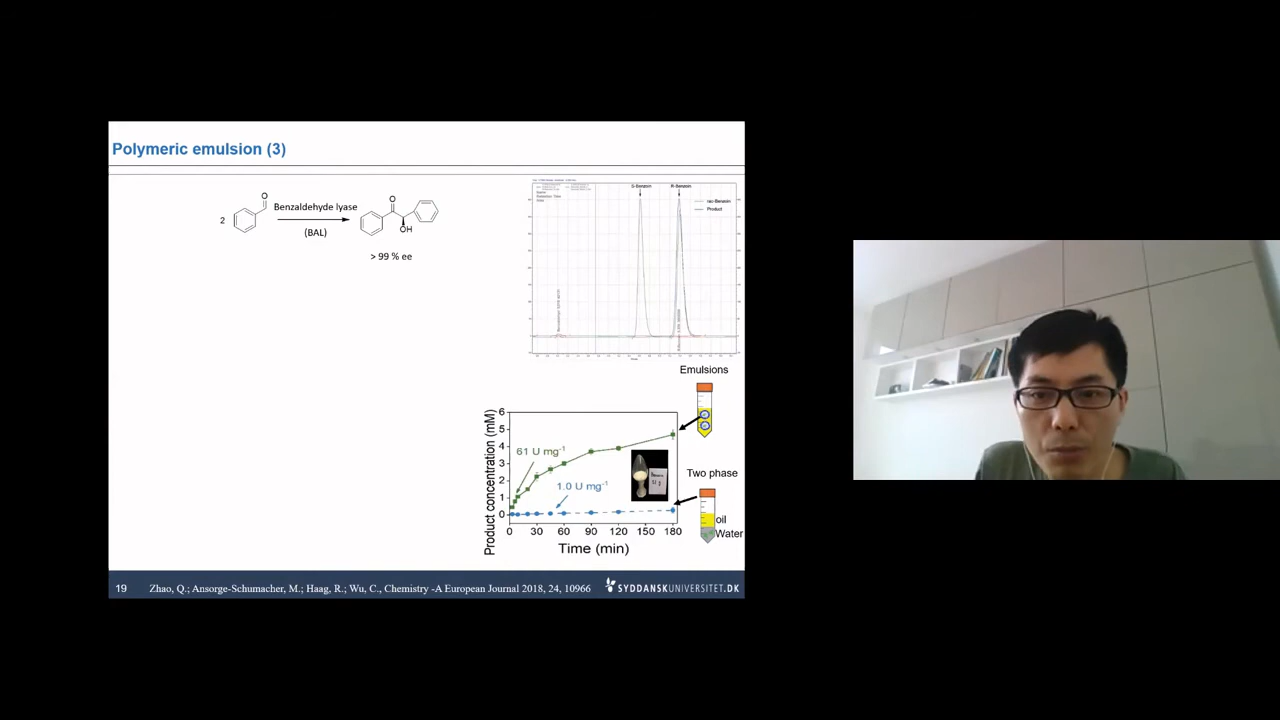 Polymeric emulsion (3)
2
Benzaldehyde lyase
(BAL)
O
O
OH
> 99 % ee
S-Benzoin
R-Benzoin
rac-Benzoin
Product
Emulsions
Product concentration (mM)
6
5
4
3
2
1
0
61 U mg⁻¹
1.0 U mg⁻¹
0 30 60 90 120 150 180
Time (min)
Two phase
oil
Water
19
Zhao, Q.; Ansorge-Schumacher, M.; Haag, R.; Wu, C., Chemistry -A European Journal 2018, 24, 10966
SYDDANSKUNIVERSITET.DK